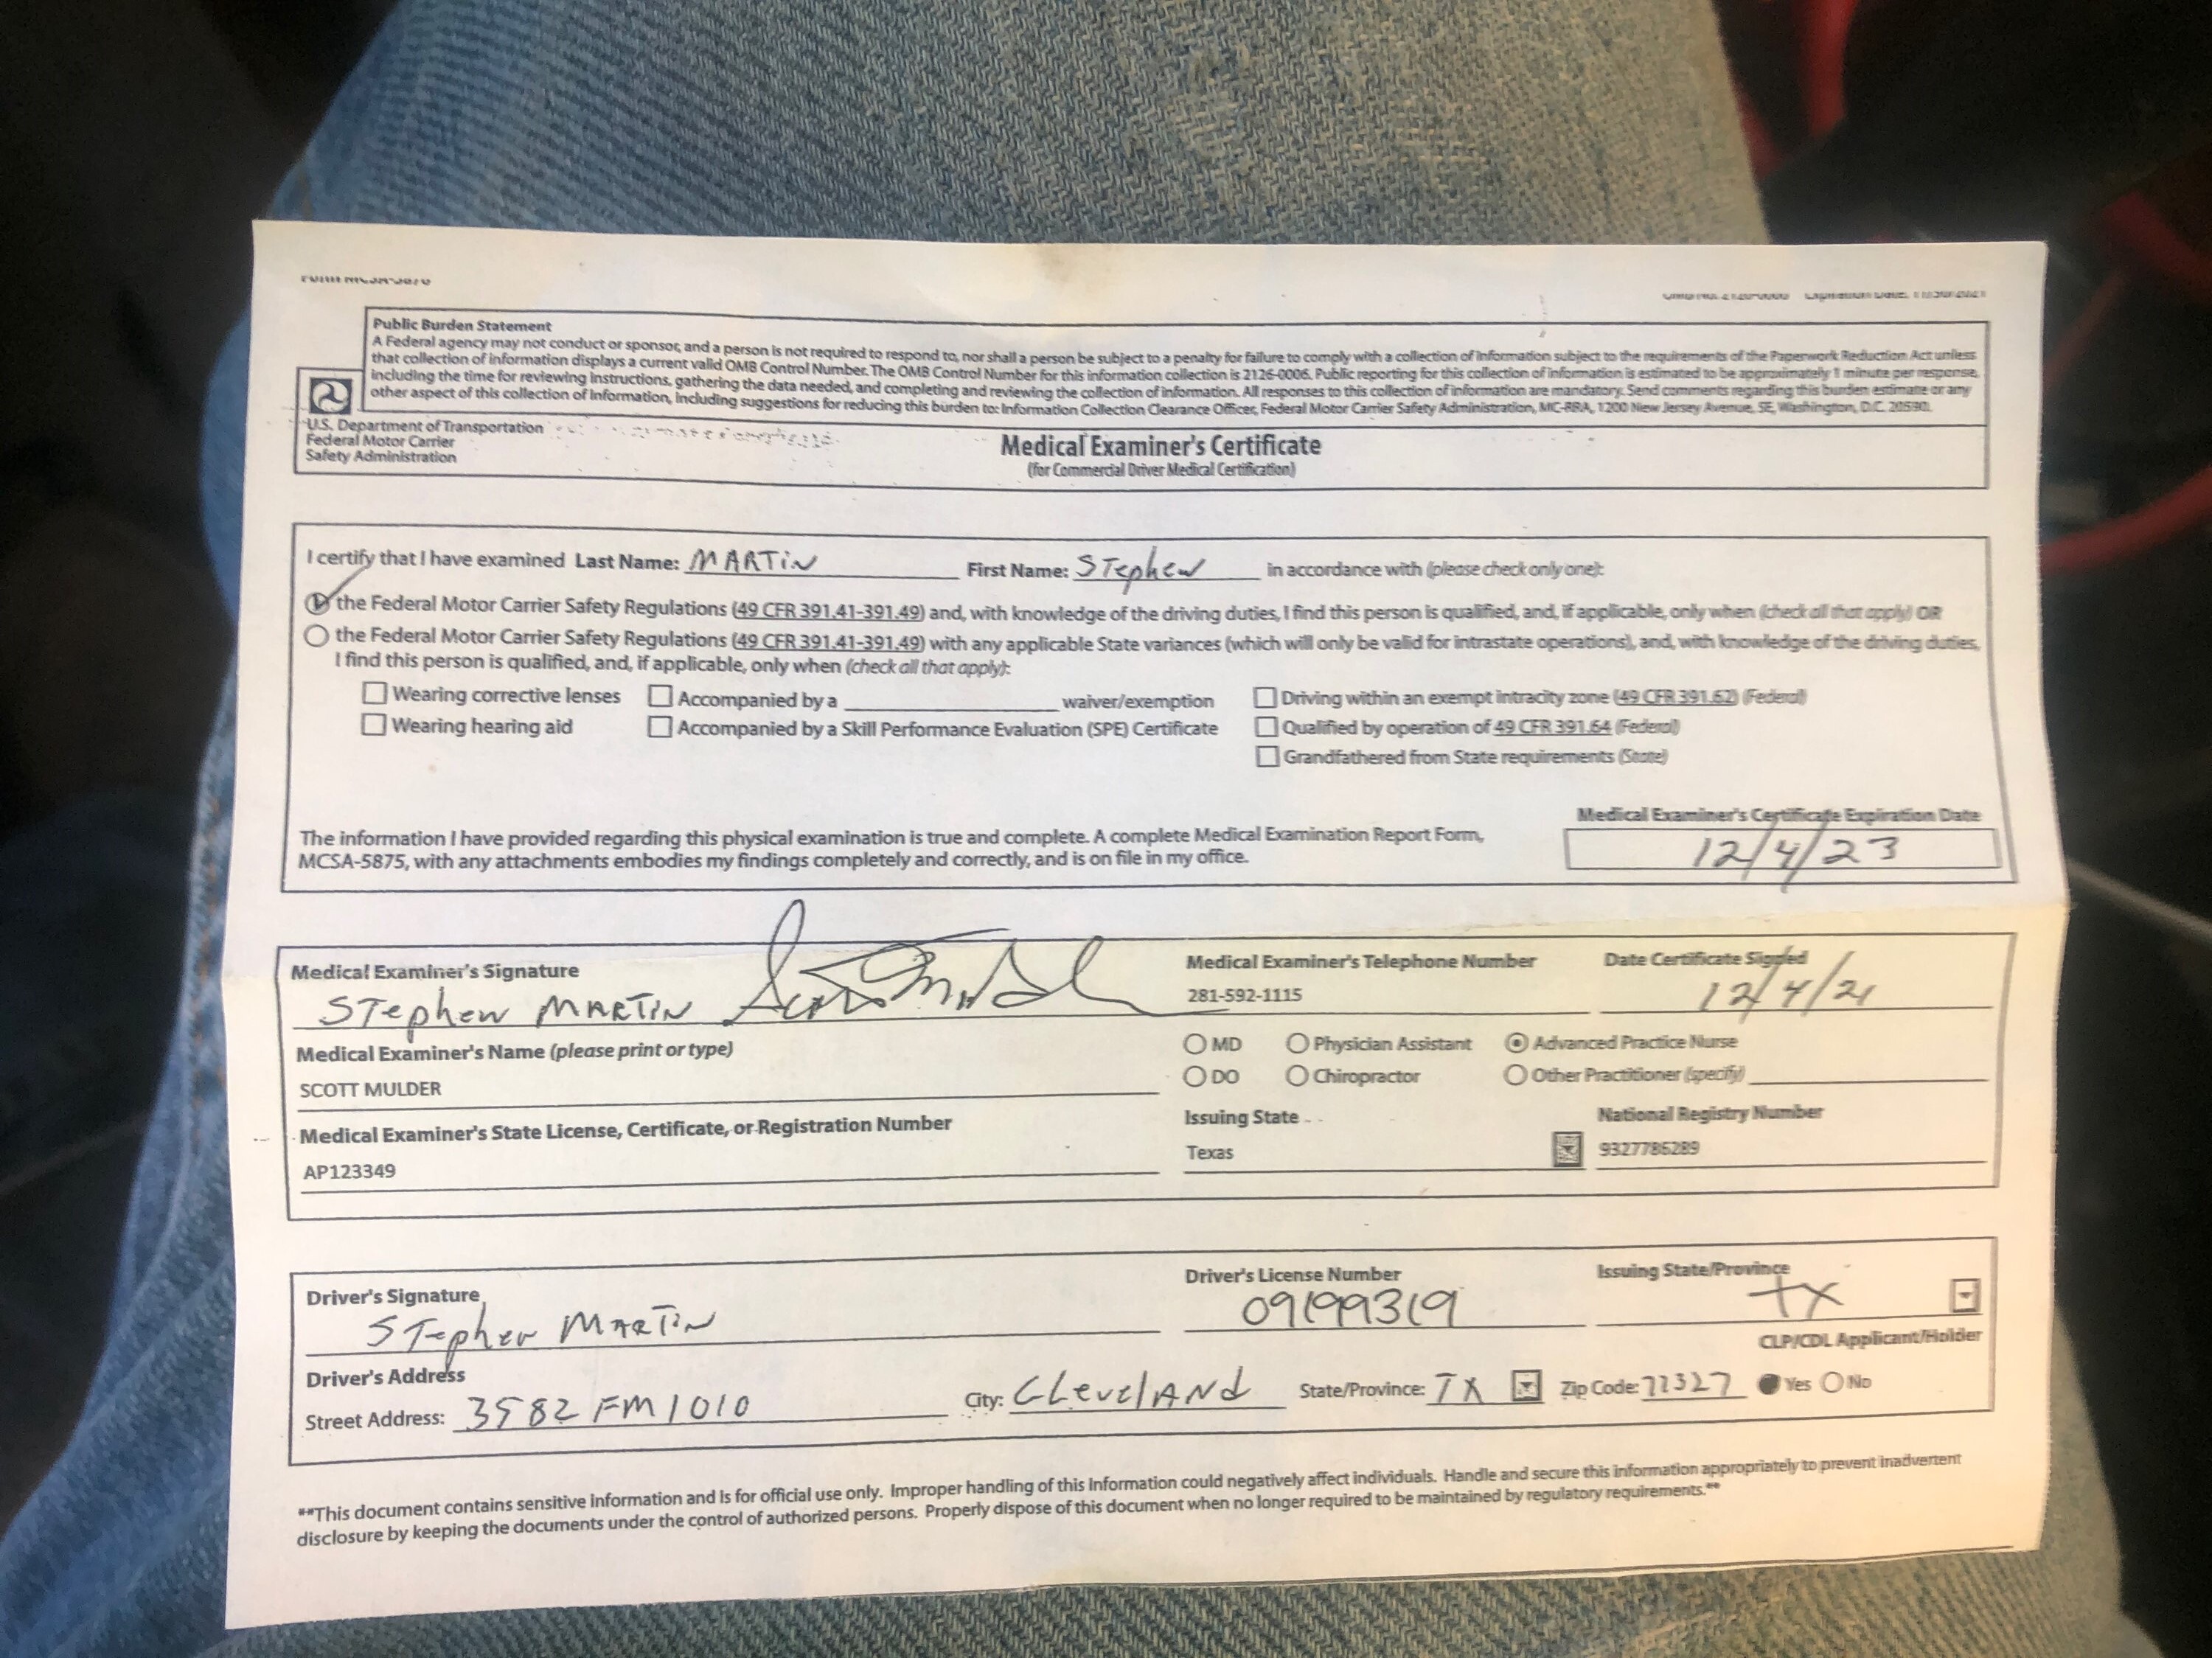 Form MCSA-5876
OMB No. 2126-0006 Expiration Date: 11/30/2021
Public Burden Statement
A Federal agency may not conduct or sponsor, and a person is not required to respond to, nor shall a person be subject to a penalty for failure to comply with a collection of information subject to the requirements of the Paperwork Reduction Act unless
that collection of information displays a current valid OMB Control Number. The OMB Control Number for this information collection is 2126-0006. Public reporting for this collection of information is estimated to be approximately 1 minute per response,
including the time for reviewing instructions, gathering the data needed, and completing and reviewing the collection of information. All responses to this collection of information are mandatory. Send comments regarding this burden estimate or any
other aspect of this collection of information, including suggestions for reducing this burden to: Information Collection Clearance Officer, Federal Motor Carrier Safety Administration, MC-RRA, 1200 New Jersey Avenue, SE, Washington, D.C. 20590.
U.S. Department of Transportation
Federal Motor Carrier
Safety Administration
Medical Examiner's Certificate
(for Commercial Driver Medical Certification)
I certify that I have examined Last Name: MARTiN First Name: STephen in accordance with (please check only one):
the Federal Motor Carrier Safety Regulations (49 CFR 391.41-391.49) and, with knowledge of the driving duties, I find this person is qualified, and, if applicable, only when (check all that apply) OR
the Federal Motor Carrier Safety Regulations (49 CFR 391.41-391.49) with any applicable State variances (which will only be valid for intrastate operations), and, with knowledge of the driving duties,
I find this person is qualified, and, if applicable, only when (check all that apply):
Wearing corrective lenses Accompanied by a waiver/exemption Driving within an exempt intracity zone (49 CFR 391.62) (Federal)
Wearing hearing aid Accompanied by a Skill Performance Evaluation (SPE) Certificate Qualified by operation of 49 CFR 391.64 (Federal)
Grandfathered from State requirements (State)
Medical Examiner's Certificate Expiration Date
The information I have provided regarding this physical examination is true and complete. A complete Medical Examination Report Form,
MCSA-5875, with any attachments embodies my findings completely and correctly, and is on file in my office.
12/4/23
Medical Examiner's Signature Medical Examiner's Telephone Number Date Certificate Signed
STephen MARTIN 281-592-1115 12/4/21
Medical Examiner's Name (please print or type) MD Physician Assistant Advanced Practice Nurse
SCOTT MULDER DO Chiropractor Other Practitioner (specify)
Medical Examiner's State License, Certificate, or Registration Number Issuing State National Registry Number
AP123349 Texas 9327786289
Driver's Signature Driver's License Number Issuing State/Province
STephen MARTIN 09199319 TX
CLP/CDL Applicant/Holder
Driver's Address
Street Address: 3582 FM 1010 City: CLevelANd State/Province: TX Zip Code: 77327 Yes No
**This document contains sensitive information and is for official use only. Improper handling of this information could negatively affect individuals. Handle and secure this information appropriately to prevent inadvertent
disclosure by keeping the documents under the control of authorized persons. Properly dispose of this document when no longer required to be maintained by regulatory requirements.**